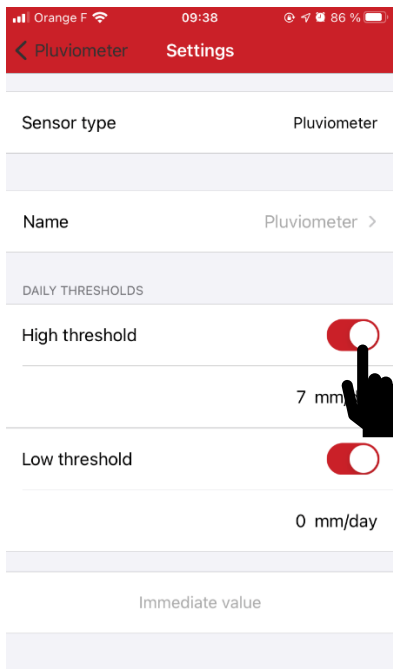 Orange F 09:38 86 %
Pluviometer Settings
Sensor type Pluviometer
Name Pluviometer
DAILY THRESHOLDS
High threshold
7
Low threshold
0 mm/day
Immediate value